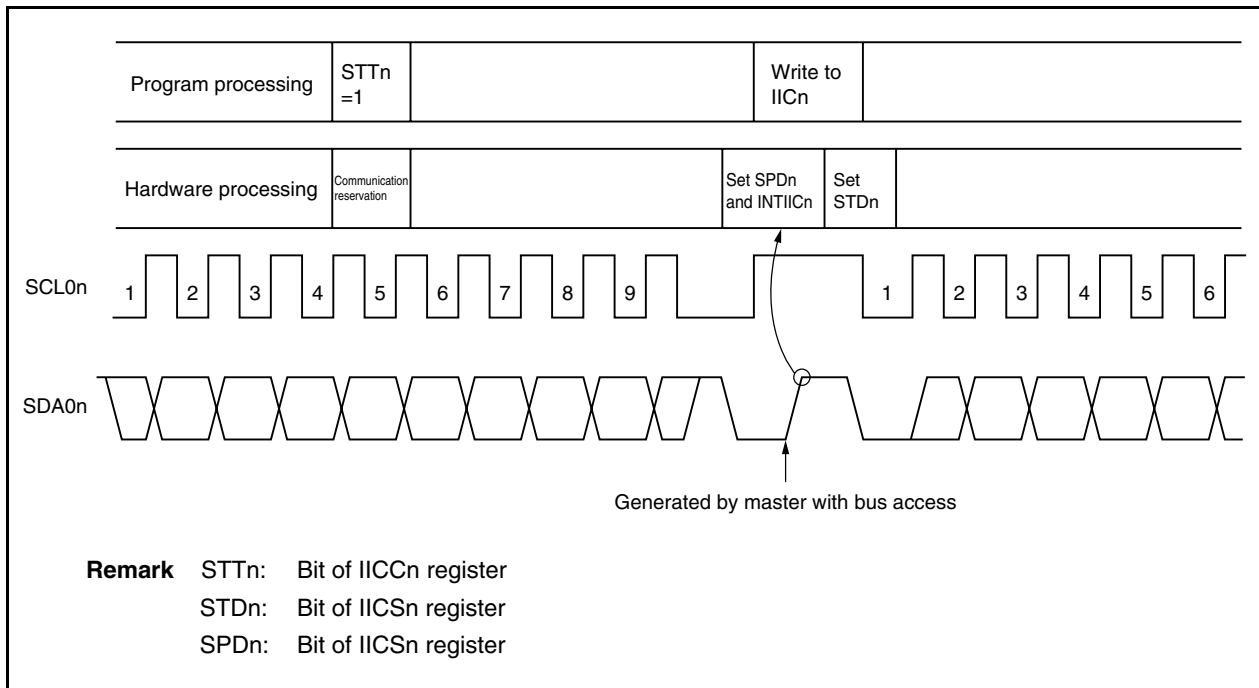 Program processing
STTn
=1
Write to
IICn
Hardware processing
Communication
reservation
Set SPDn
and INTIICn
Set
STDn
SCL0n
1 2 3 4 5 6 7 8 9 1 2 3 4 5 6
SDA0n
Generated by master with bus access
Remark STTn: Bit of IICCn register
STDn: Bit of IICSn register
SPDn: Bit of IICSn register